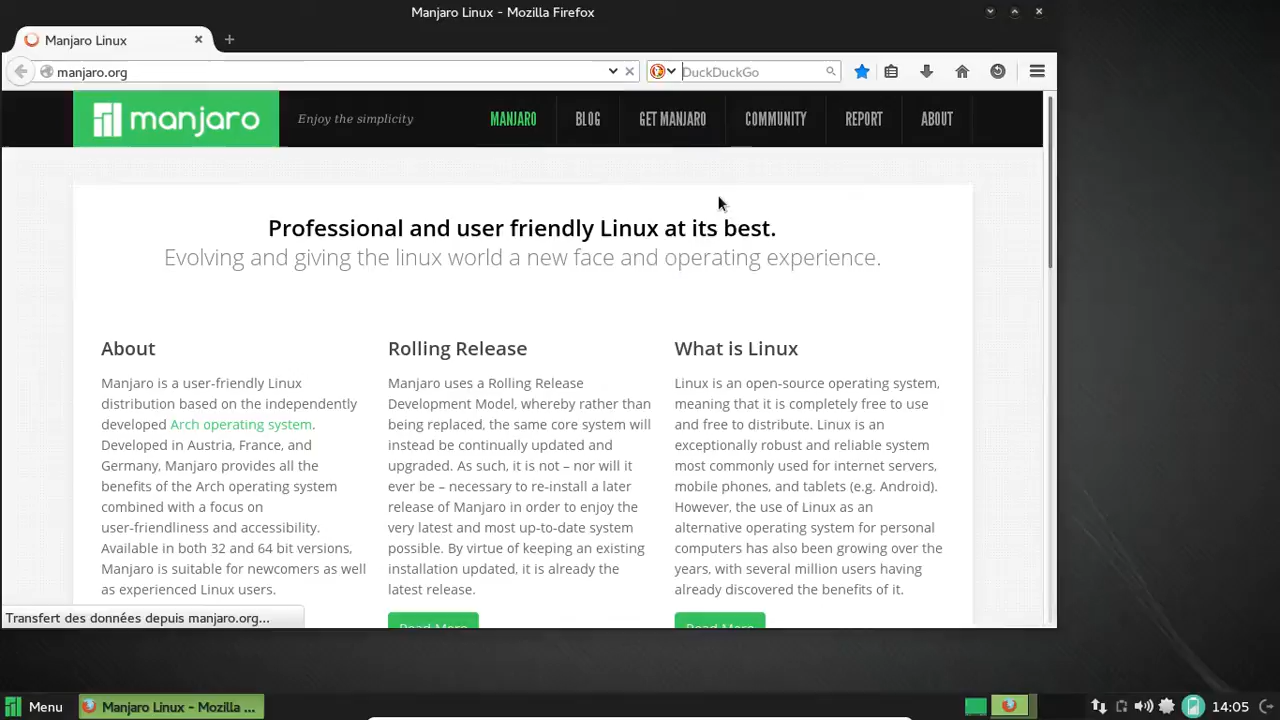 Manjaro Linux - Mozilla Firefox
Manjaro Linux
manjaro.org
DuckDuckGo
manjaro
Enjoy the simplicity
MANJARO
BLOG
GET MANJARO
COMMUNITY
REPORT
ABOUT
Professional and user friendly Linux at its best.
Evolving and giving the linux world a new face and operating experience.
About
Manjaro is a user-friendly Linux
distribution based on the independently
developed Arch operating system.
Developed in Austria, France, and
Germany, Manjaro provides all the
benefits of the Arch operating system
combined with a focus on
user-friendliness and accessibility.
Available in both 32 and 64 bit versions,
Manjaro is suitable for newcomers as well
as experienced Linux users.
Rolling Release
Manjaro uses a Rolling Release
Development Model, whereby rather than
being replaced, the same core system will
instead be continually updated and
upgraded. As such, it is not – nor will it
ever be – necessary to re-install a later
release of Manjaro in order to enjoy the
very latest and most up-to-date system
possible. By virtue of keeping an existing
installation updated, it is already the
latest release.
Read More
What is Linux
Linux is an open-source operating system,
meaning that it is completely free to use
and free to distribute. Linux is an
exceptionally robust and reliable system
most commonly used for internet servers,
mobile phones, and tablets (e.g. Android).
However, the use of Linux as an
alternative operating system for personal
computers has also been growing over the
years, with several million users having
already discovered the benefits of it.
Read More
Transfert des données depuis manjaro.org...
Menu
Manjaro Linux - Mozilla ...
14:05